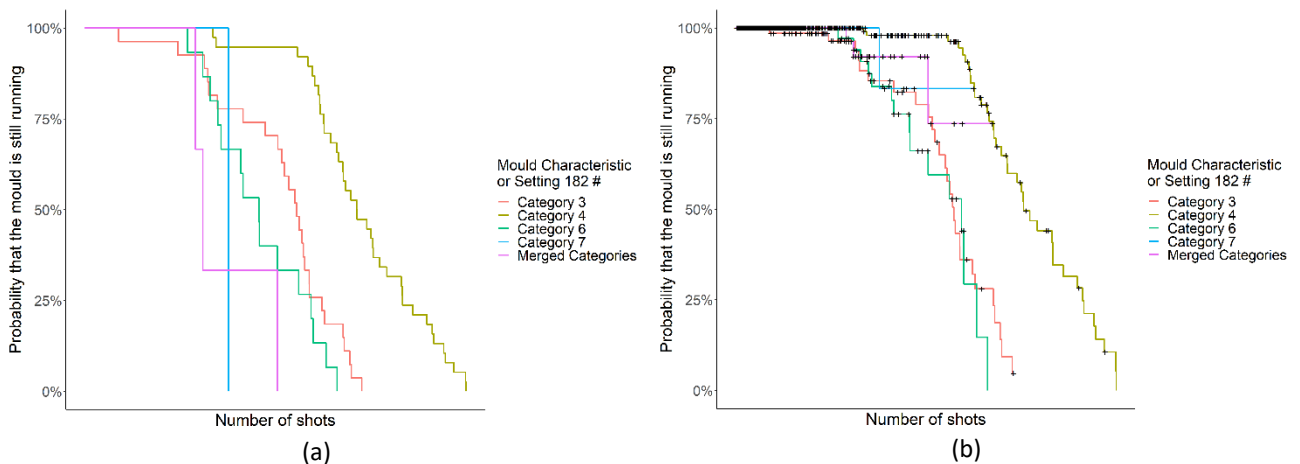 100%
75%
50%
25%
0%
Probability that the mould is still running
Number of shots
Mould Characteristic
or Setting 182 #
Category 3
Category 4
Category 6
Category 7
Merged Categories
(a)
100%
75%
50%
25%
0%
Probability that the mould is still running
Number of shots
Mould Characteristic
or Setting 182 #
Category 3
Category 4
Category 6
Category 7
Merged Categories
(b)